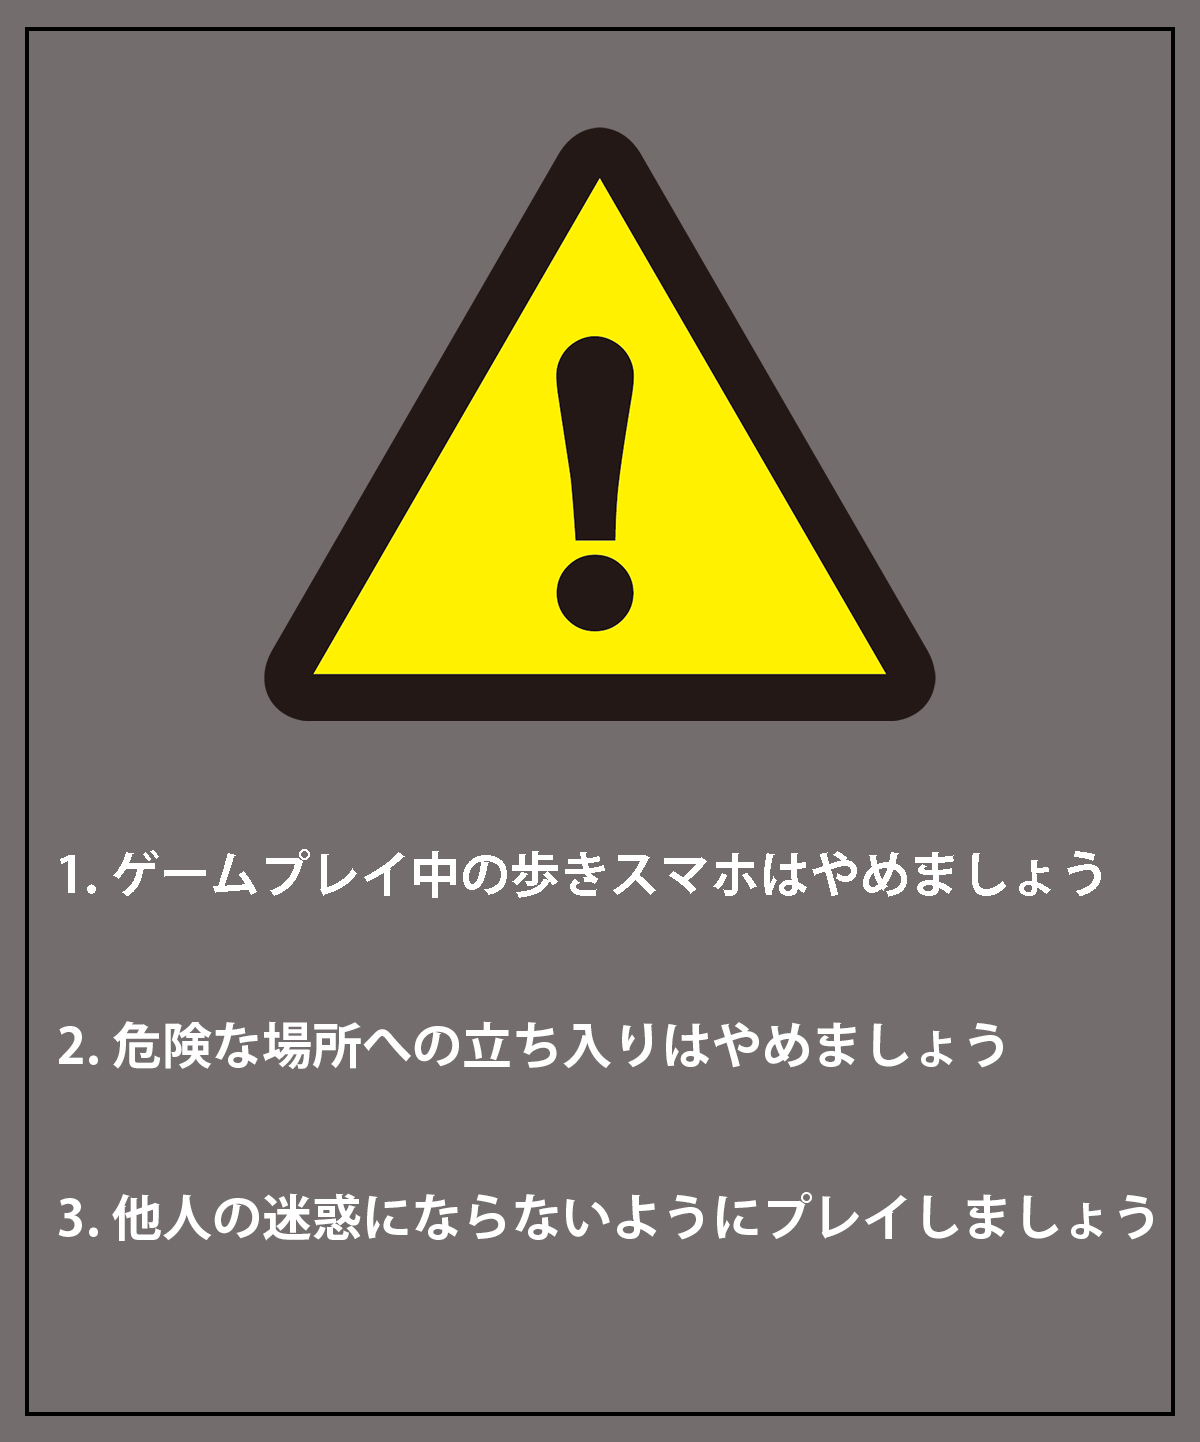 1. ゲームプレイ中の歩きスマホはやめましょう
2. 危険な場所への立ち入りはやめましょう
3. 他人の迷惑にならないようにプレイしましょう